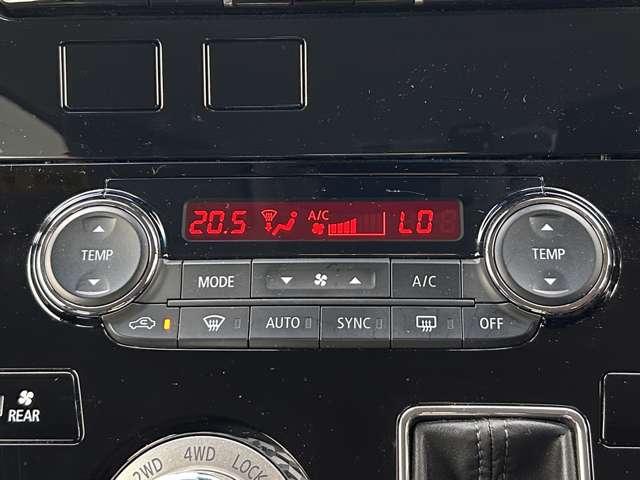 20.5 A/C LO
TEMP
TEMP
MODE A/C
AUTO SYNC OFF
REAR
2WD 4WD LOCK